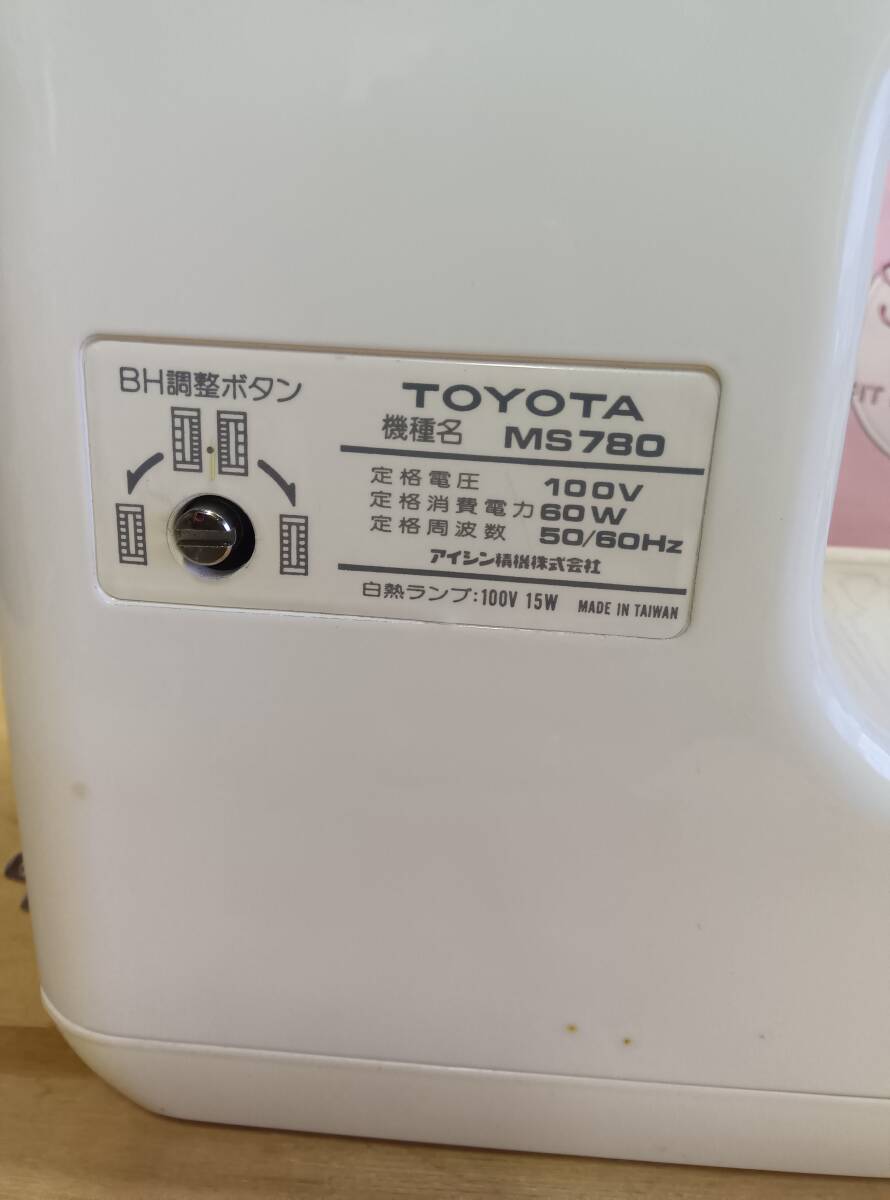 BH調整ボタン
TOYOTA
機種名 MS780
定格電圧 100V
定格消費電力 60W
定格周波数 50/60Hz
アイシン精機株式会社
白熱ランプ:100V 15W MADE IN TAIWAN